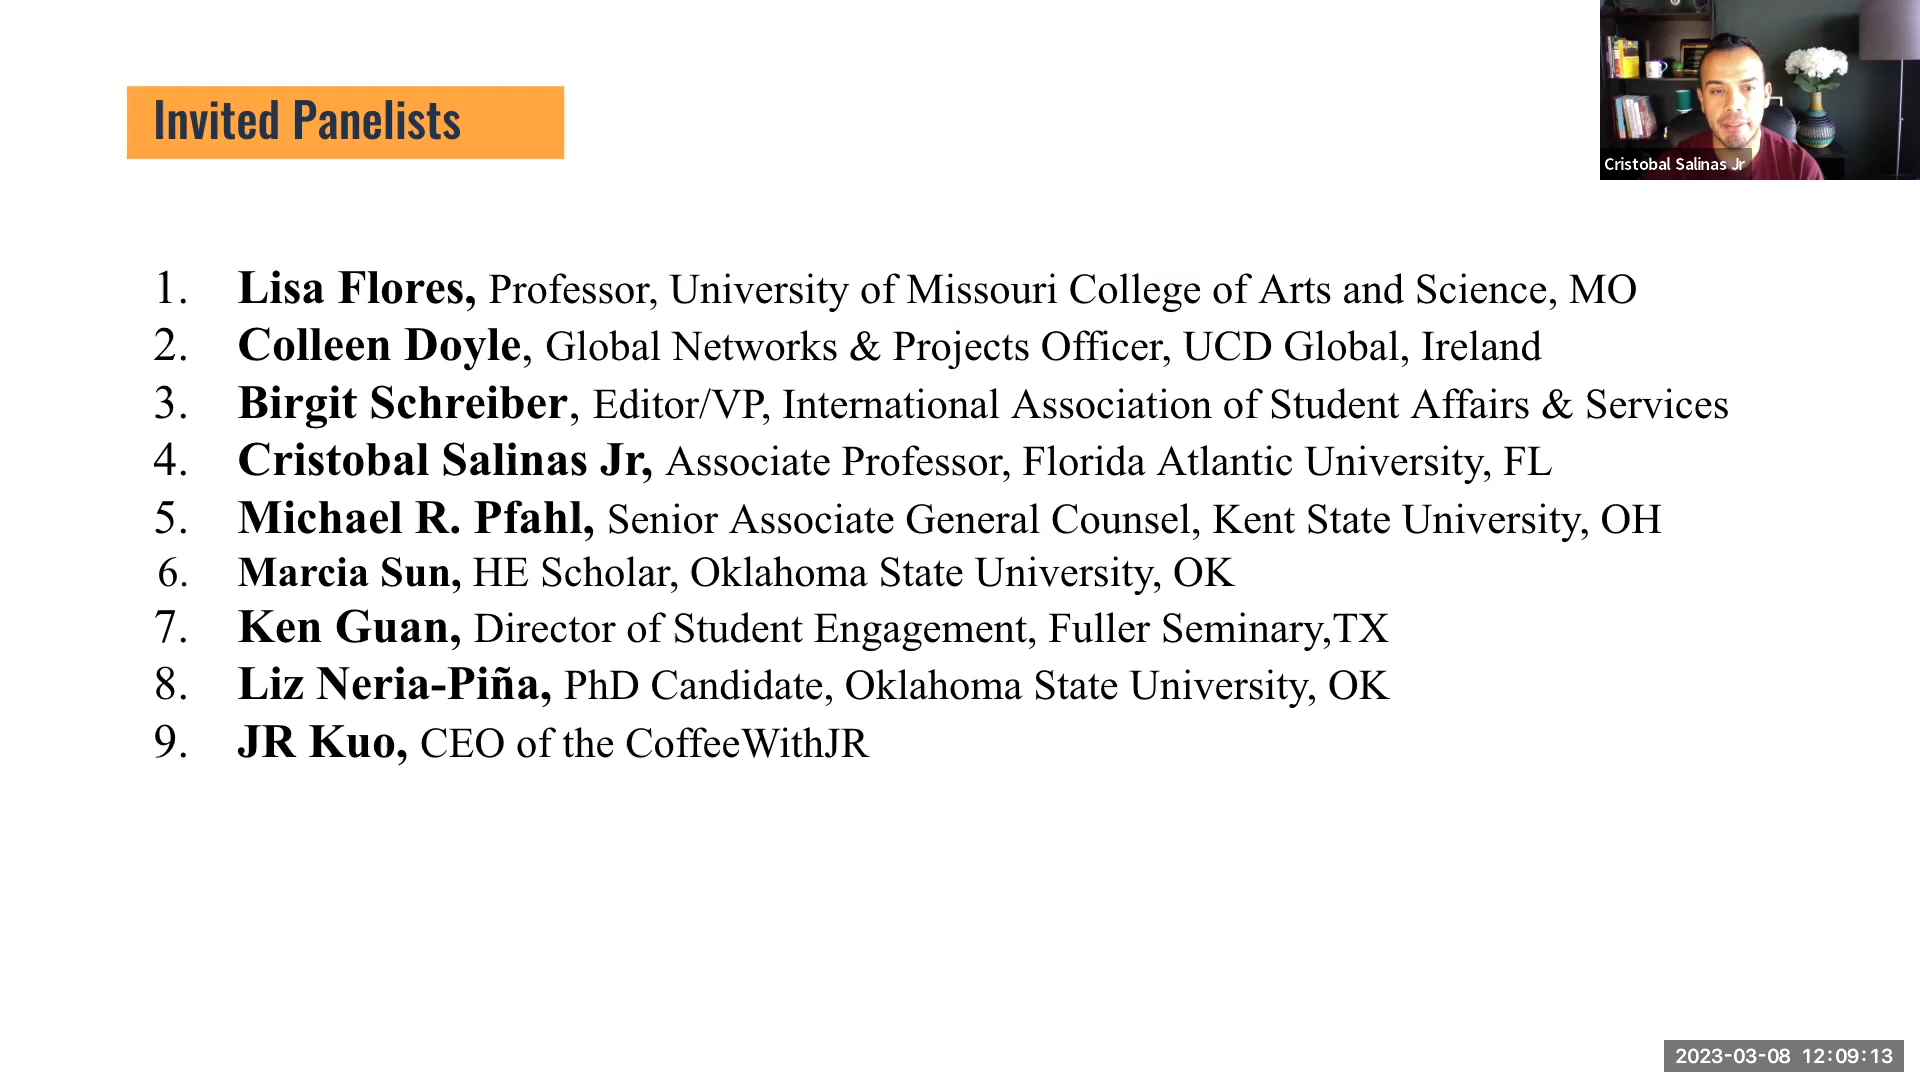 Invited Panelists
Cristobal Salinas Jr
1. Lisa Flores, Professor, University of Missouri College of Arts and Science, MO
2. Colleen Doyle, Global Networks & Projects Officer, UCD Global, Ireland
3. Birgit Schreiber, Editor/VP, International Association of Student Affairs & Services
4. Cristobal Salinas Jr, Associate Professor, Florida Atlantic University, FL
5. Michael R. Pfahl, Senior Associate General Counsel, Kent State University, OH
6. Marcia Sun, HE Scholar, Oklahoma State University, OK
7. Ken Guan, Director of Student Engagement, Fuller Seminary,TX
8. Liz Neria-Piña, PhD Candidate, Oklahoma State University, OK
9. JR Kuo, CEO of the CoffeeWithJR
2023-03-08 12:09:13